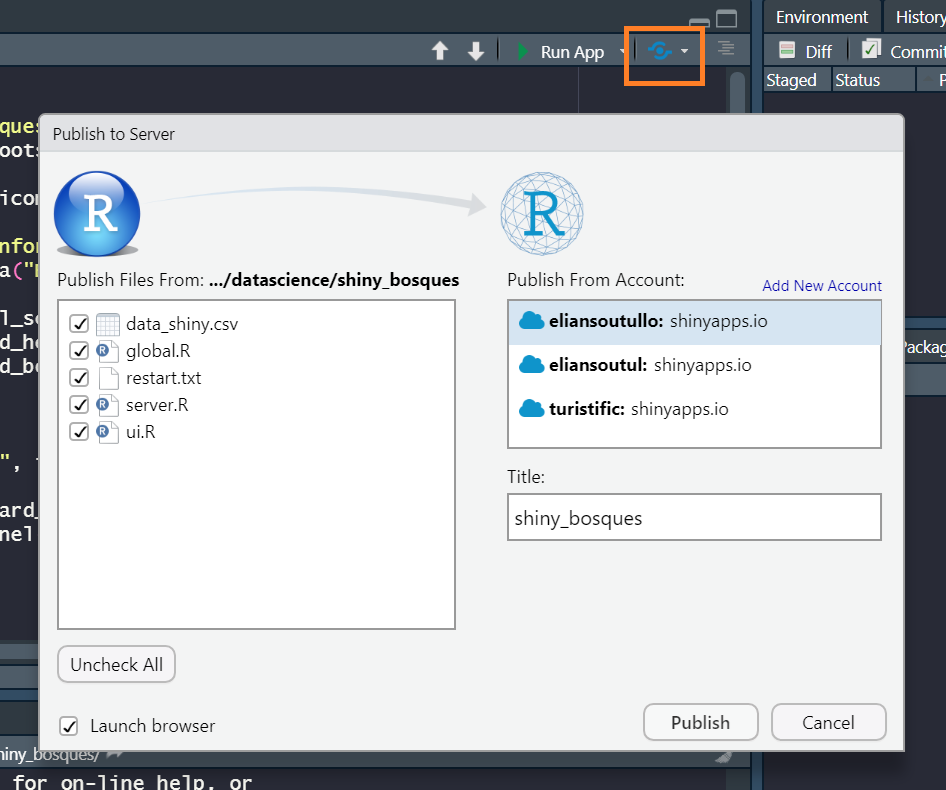 Environment
History
Run App
Diff
Commit
Staged
Status
Publish to Server
R
R
Publish Files From: .../datascience/shiny_bosques
data_shiny.csv
global.R
restart.txt
server.R
ui.R
Uncheck All
Launch browser
Publish From Account:
Add New Account
eliansoutullo: shinyapps.io
eliansoutul: shinyapps.io
turistific: shinyapps.io
Title:
shiny_bosques
Publish
Cancel
Packag
hiny_bosques/
for on-line help, or